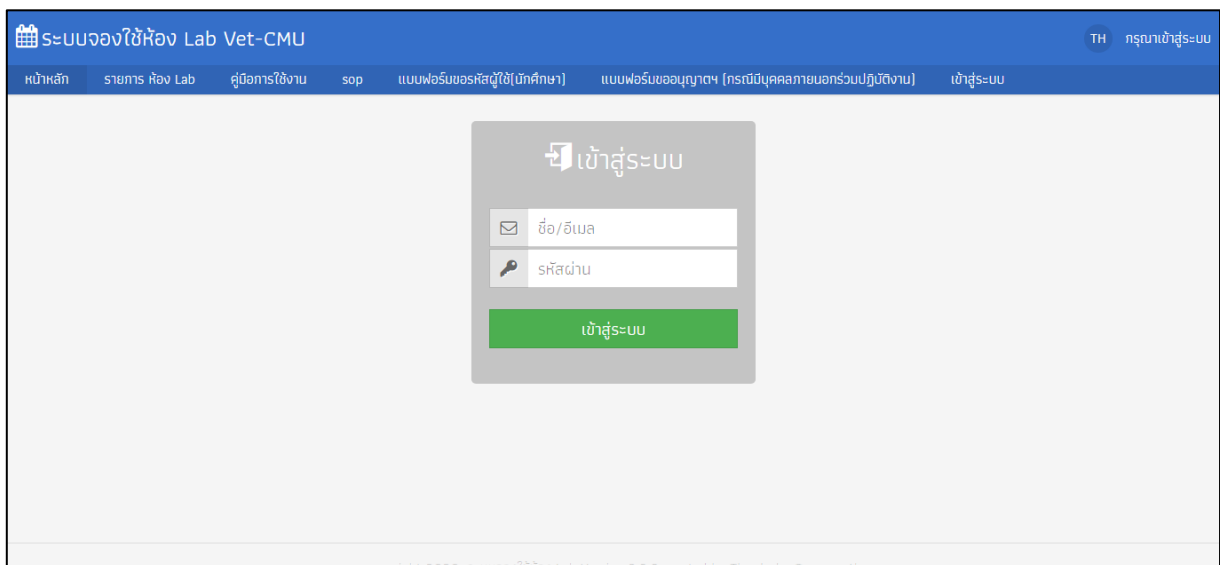 ระบบจองใช้ห้อง Lab Vet-CMU
TH กรุณาเข้าสู่ระบบ
หน้าหลัก รายการ ห้อง Lab คู่มือการใช้งาน sop แบบฟอร์มขอรหัสผู้ใช้[นักศึกษา] แบบฟอร์มขออนุญาตฯ [กรณีมีบุคคลภายนอกร่วมปฏิบัติงาน] เข้าสู่ระบบ
เข้าสู่ระบบ
ชื่อ/อีเมล
รหัสผ่าน
เข้าสู่ระบบ